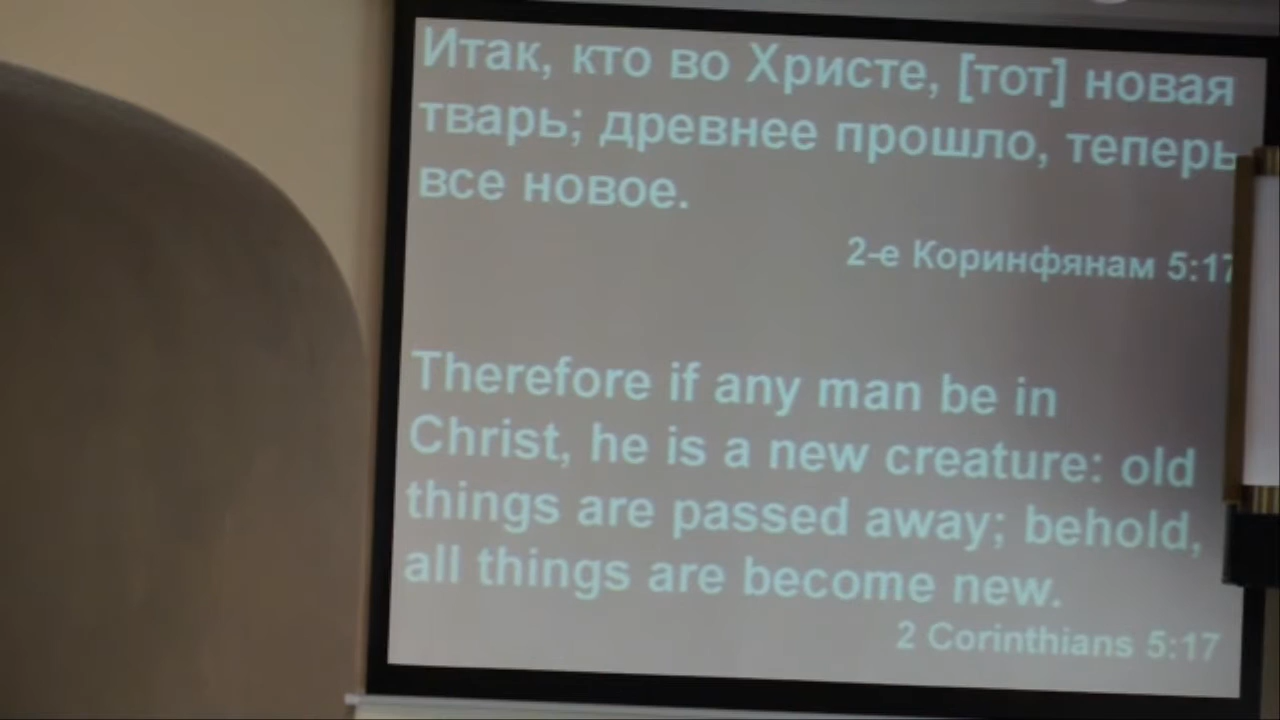 Итак, кто во Христе, [тот] новая
тварь; древнее прошло, теперь
все новое.
2-е Коринфянам 5:17
Therefore if any man be in
Christ, he is a new creature: old
things are passed away; behold,
all things are become new.
2 Corinthians 5:17